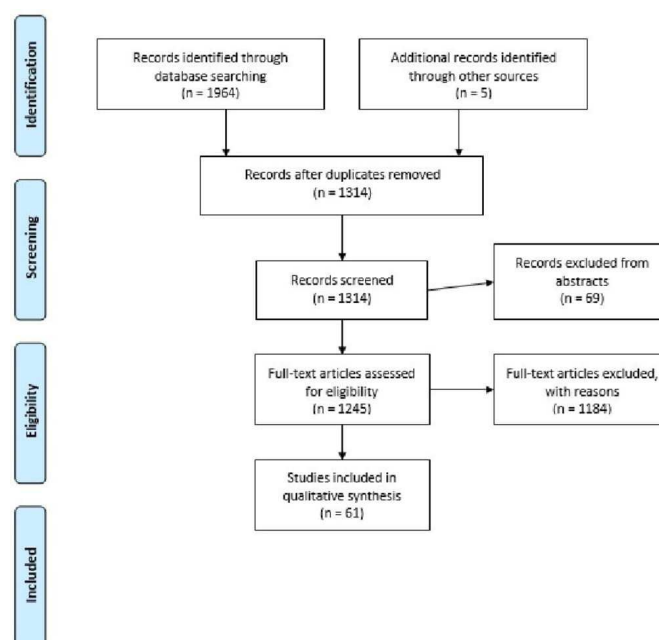 Identification
Records identified through
database searching
(n = 1964)
Additional records identified
through other sources
(n = 5)
Records after duplicates removed
(n = 1314)
Screening
Records screened
(n = 1314)
Records excluded from
abstracts
(n = 69)
Eligibility
Full-text articles assessed
for eligibility
(n = 1245)
Full-text articles excluded,
with reasons
(n = 1184)
Studies included in
qualitative synthesis
(n = 61)
Included